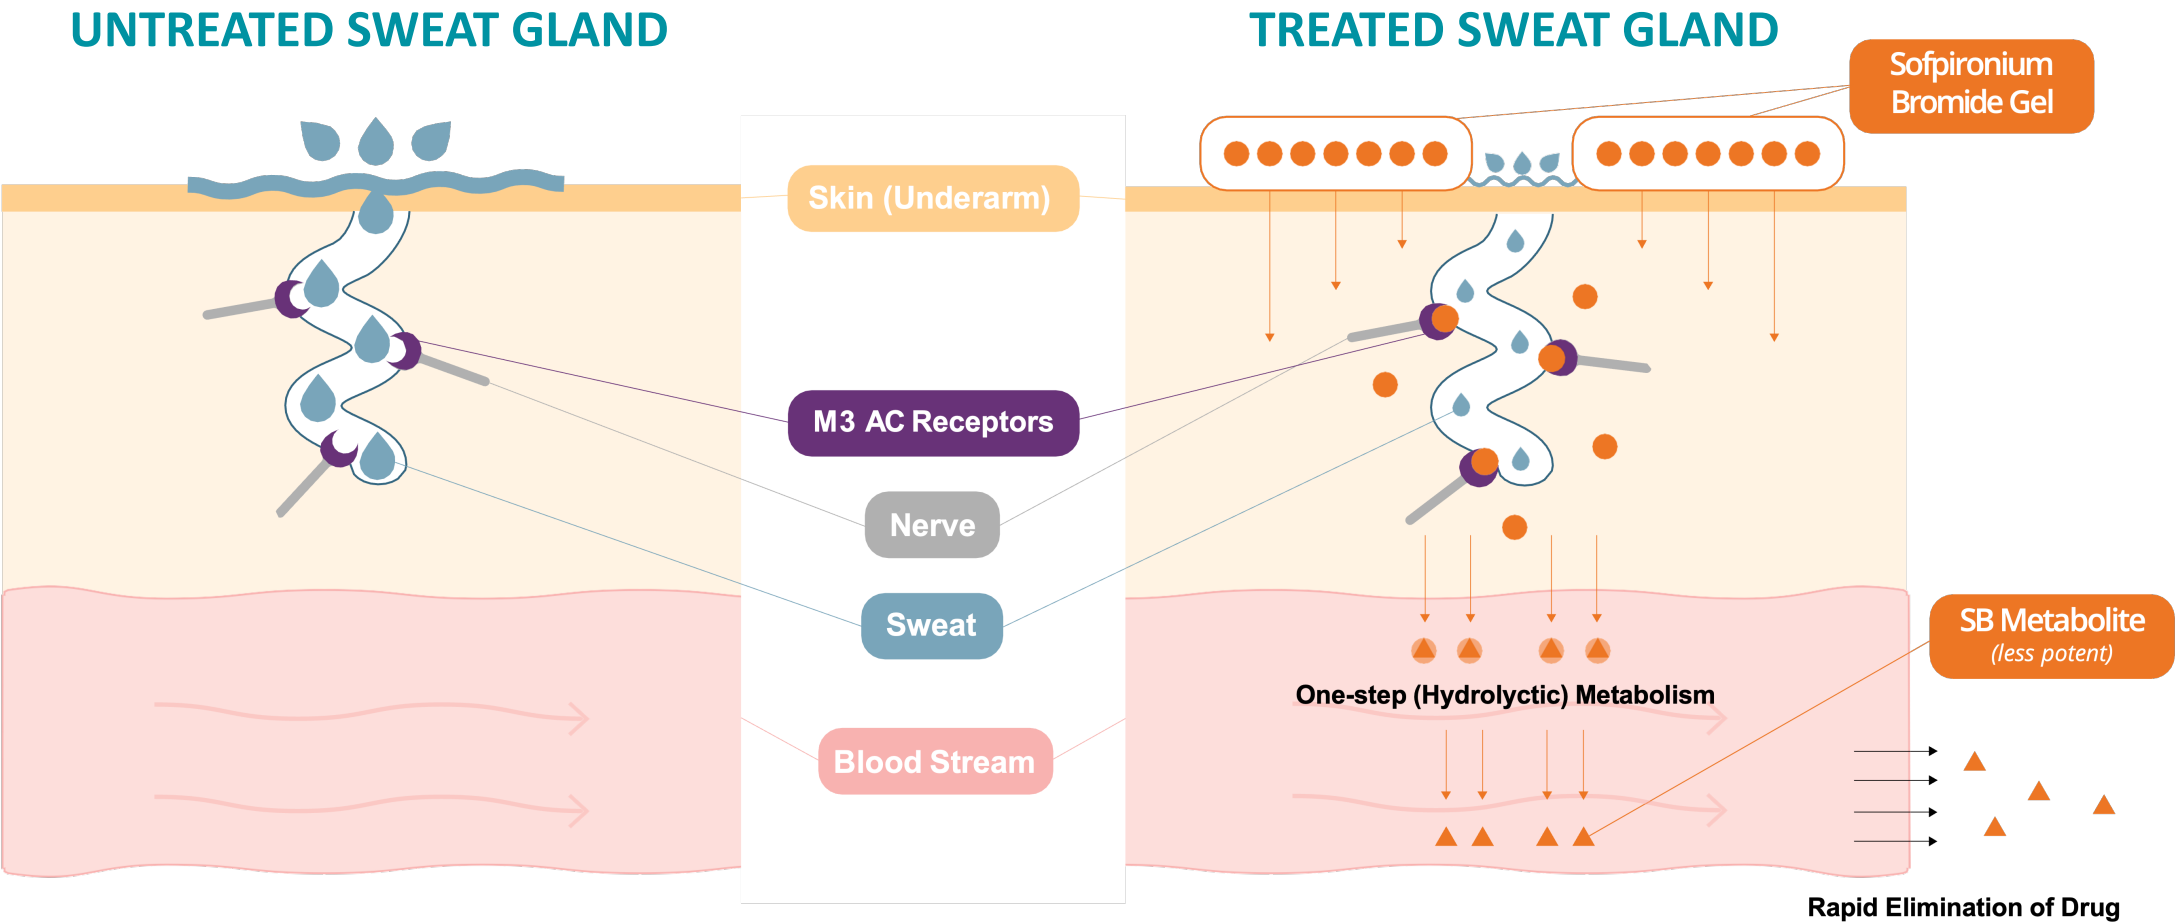 UNTREATED SWEAT GLAND
TREATED SWEAT GLAND
Sofpironium
Bromide Gel
Skin (Underarm)
M3 AC Receptors
Nerve
Sweat
SB Metabolite
(less potent)
One-step (Hydrolyctic) Metabolism
Blood Stream
Rapid Elimination of Drug